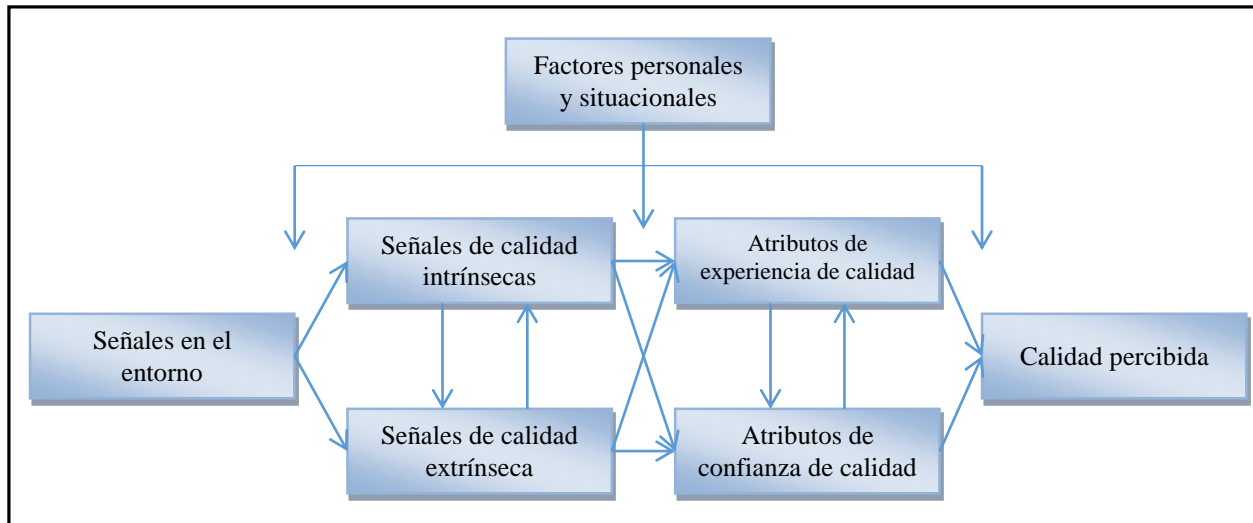 Factores personales
y situacionales
Señales de calidad
intrínsecas
Atributos de
experiencia de calidad
Señales en el
entorno
Calidad percibida
Señales de calidad
extrínseca
Atributos de
confianza de calidad